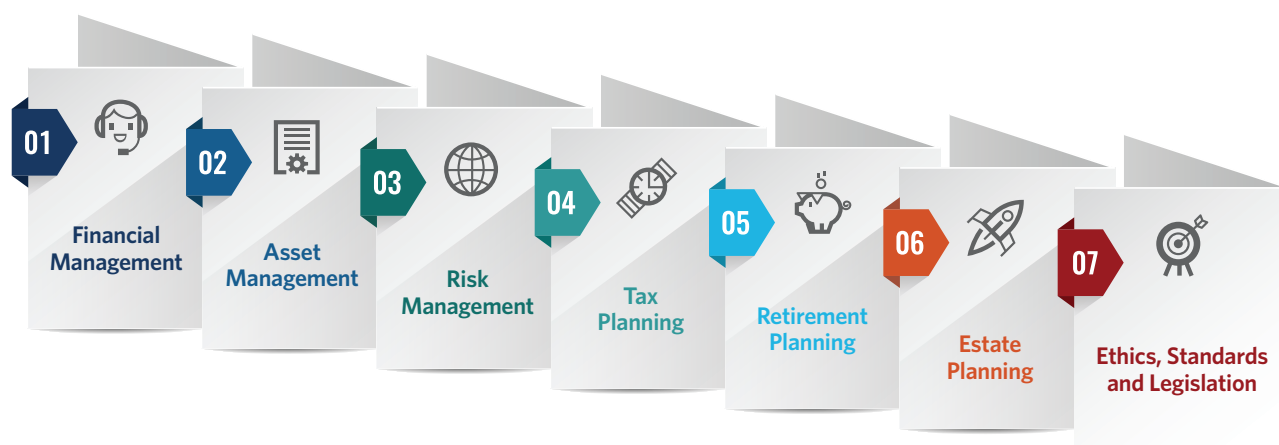 01
Financial
Management
02
Asset
Management
03
Risk
Management
04
Tax
Planning
05
Retirement
Planning
06
Estate
Planning
07
Ethics, Standards
and Legislation